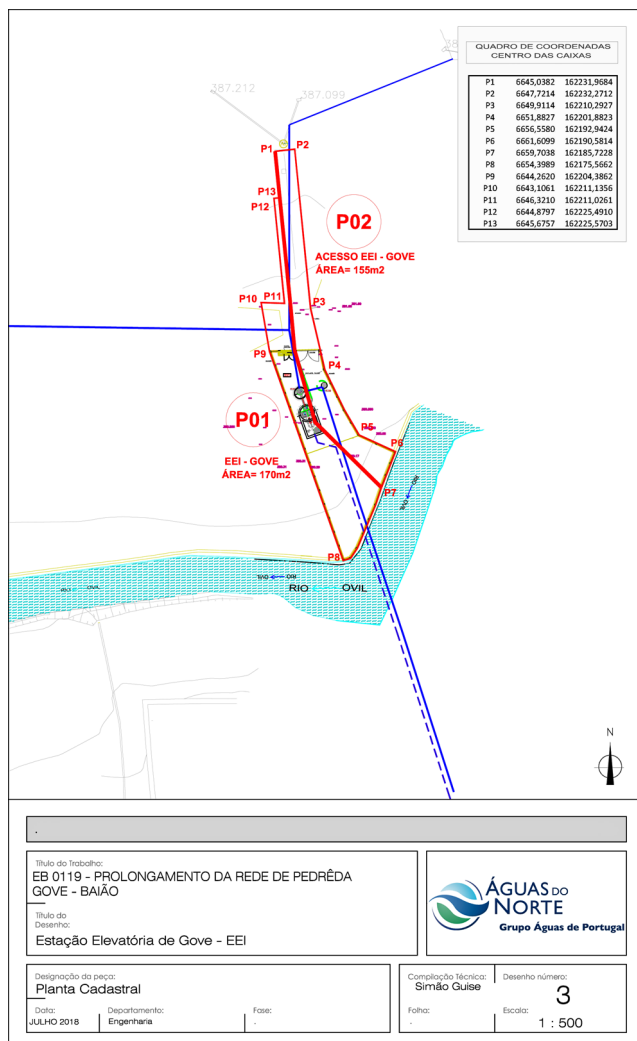 387.212
387.099
QUADRO DE COORDENADAS
CENTRO DAS CAIXAS
P1 6645,0382 162231,9684
P2 6647,7214 162232,2712
P3 6649,9114 162210,2927
P4 6651,8827 162201,8823
P5 6656,5580 162192,9424
P6 6661,6099 162190,5814
P7 6659,7038 162185,7228
P8 6654,3989 162175,5662
P9 6644,2620 162204,3862
P10 6643,1061 162211,1356
P11 6646,3210 162211,0261
P12 6644,8797 162225,4910
P13 6645,6757 162225,5703
P1
P2
P13
P12
P02
ACESSO EEI - GOVE
ÁREA= 155m2
P10
P11
P3
P9
P4
P01
P5
P6
EEI - GOVE
ÁREA= 170m2
P7
RIO
OVIL
P8
RIO
OVIL
RIO
OVIL
RIO OVIL
N
.
Título do Trabalho:
EB 0119 - PROLONGAMENTO DA REDE DE PEDRÊDA
GOVE - BAIÃO
Título do
Desenho:
Estação Elevatória de Gove - EEI
ÁGUAS DO
NORTE
Grupo Águas de Portugal
Designação da peça:
Planta Cadastral
Data:
JULHO 2018
Departamento:
Engenharia
Fase:
.
Compilação Técnica:
Simão Guise
Folha:
.
Desenho número:
3
Escala:
1 : 500